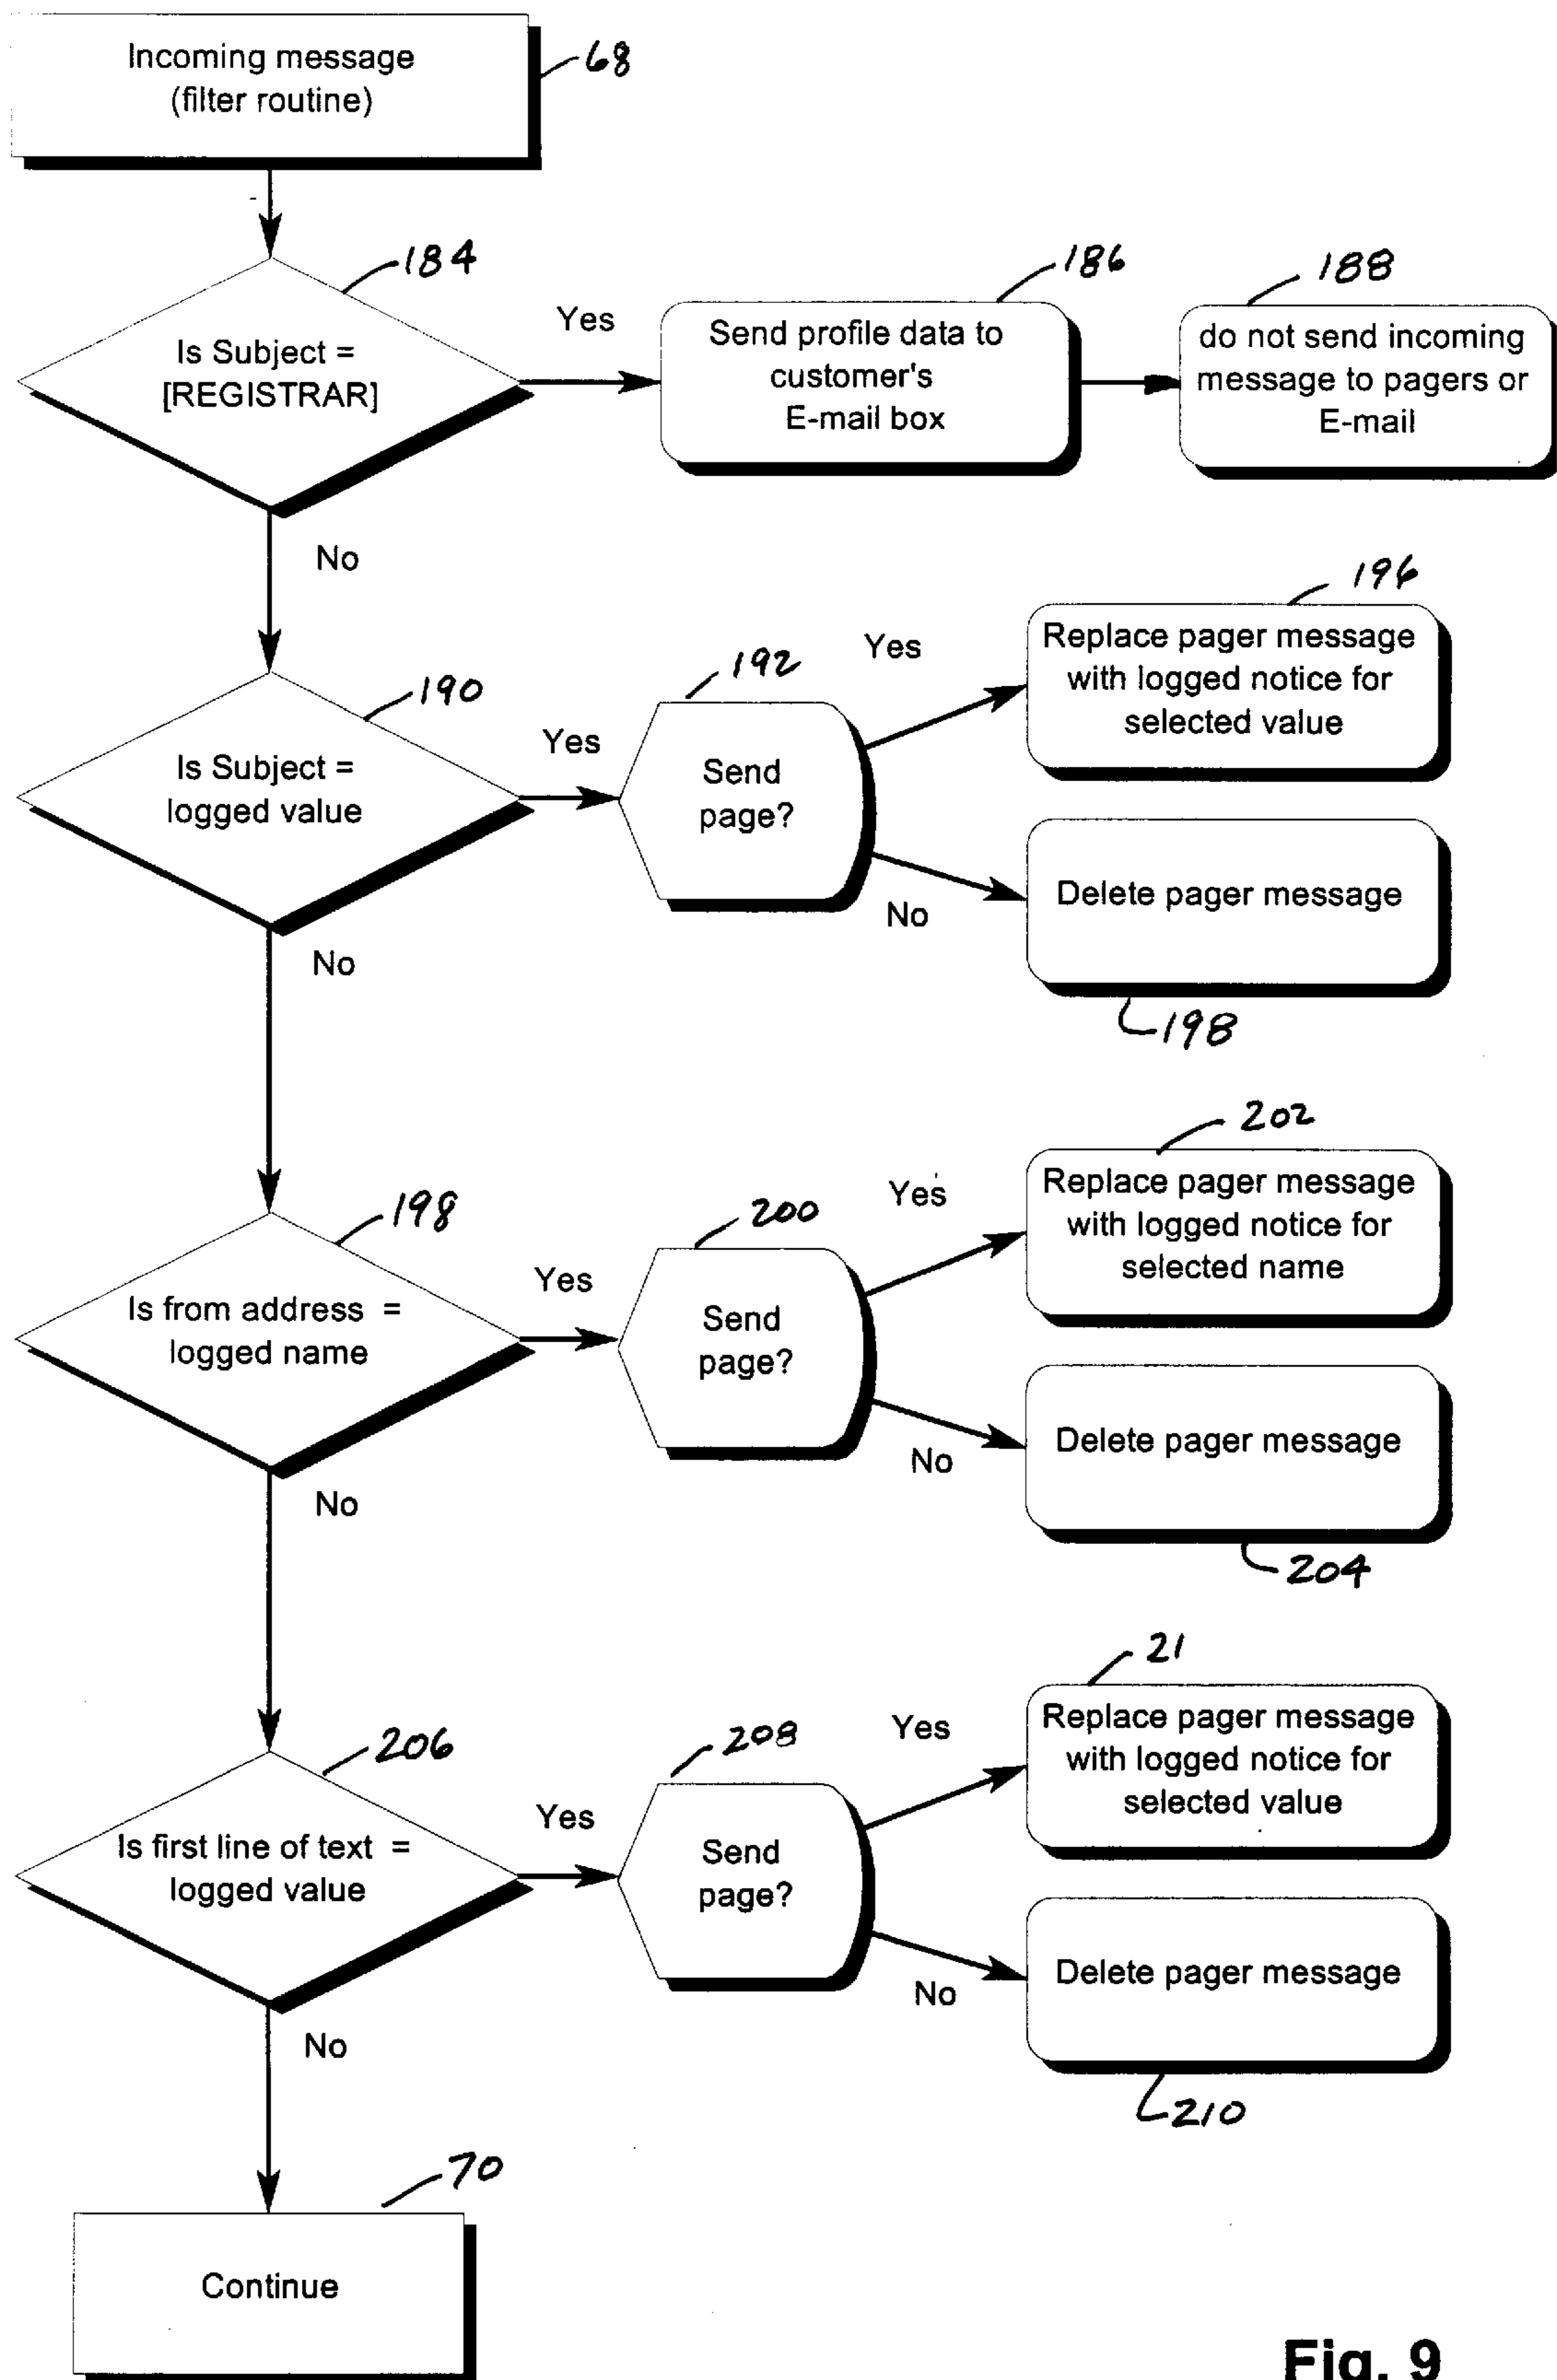 Incoming message
(filter routine)
68
184
Is Subject =
[REGISTRAR]
Yes
186
Send profile data to
customer's
E-mail box
188
do not send incoming
message to pagers or
E-mail
No
190
Is Subject =
logged value
Yes
192
Send
page?
Yes
196
Replace pager message
with logged notice for
selected value
No
Delete pager message
198
No
198
Is from address =
logged name
Yes
200
Send
page?
Yes
202
Replace pager message
with logged notice for
selected name
No
Delete pager message
204
No
206
Is first line of text =
logged value
Yes
208
Send
page?
Yes
21
Replace pager message
with logged notice for
selected value
No
Delete pager message
210
No
70
Continue
Fig. 9